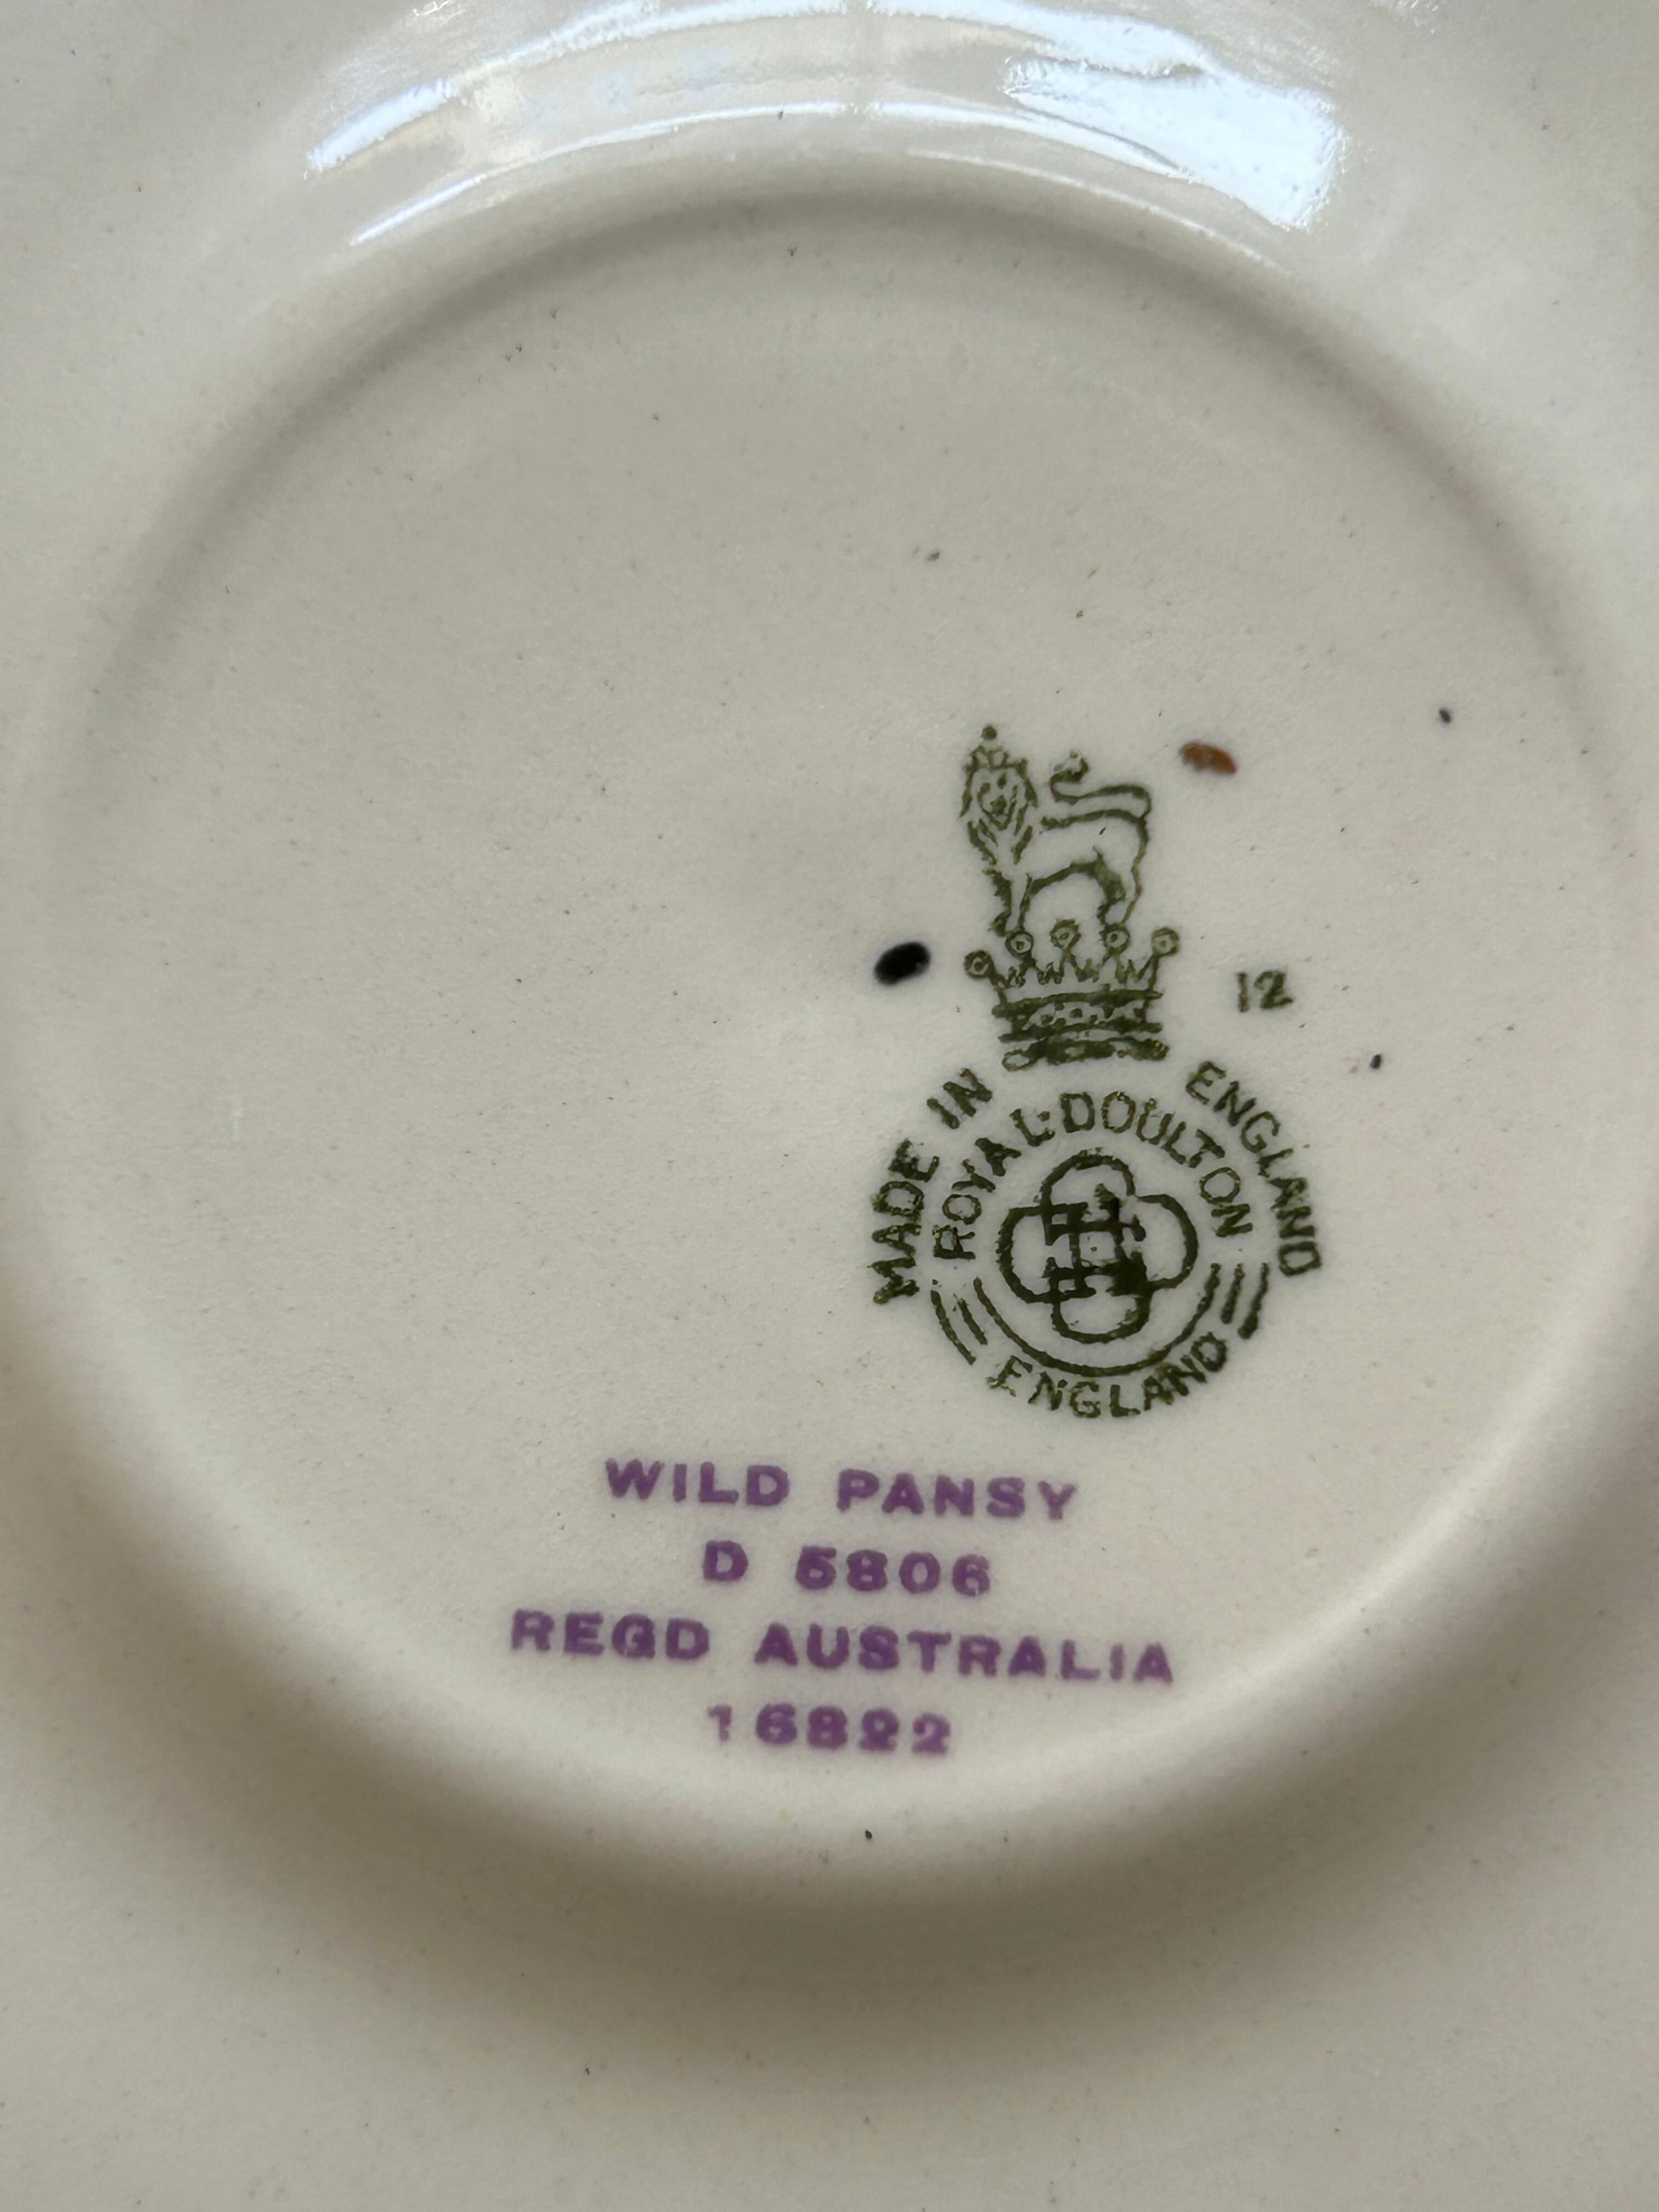 12
MADE IN ENGLAND
ROYAL·DOULTON
ENGLAND
WILD PANSY
D 5806
REGD AUSTRALIA
16822